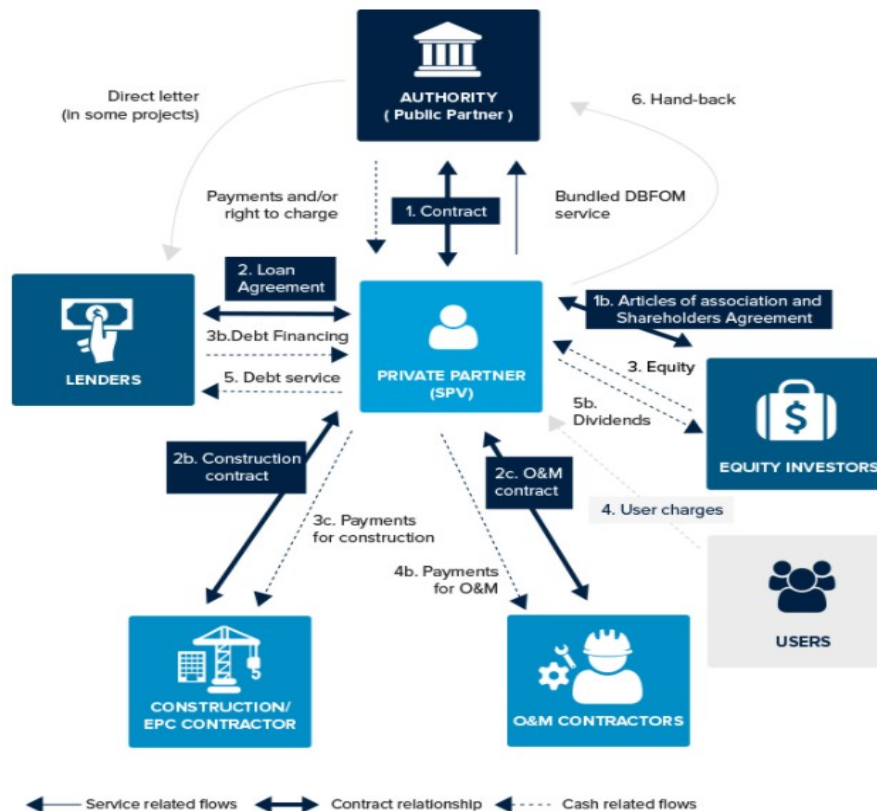 AUTHORITY
( Public Partner )
Direct letter
(in some projects)
6. Hand-back
Payments and/or
right to charge
1. Contract
Bundled DBFOM
service
2. Loan
Agreement
1b. Articles of association and
Shareholders Agreement
3b.Debt Financing
LENDERS
5. Debt service
PRIVATE PARTNER
(SPV)
3. Equity
5b.
Dividends
EQUITY INVESTORS
2b. Construction
contract
2c. O&M
contract
4. User charges
3c. Payments
for construction
4b. Payments
for O&M
USERS
CONSTRUCTION/
EPC CONTRACTOR
O&M CONTRACTORS
Service related flows
Contract relationship
Cash related flows